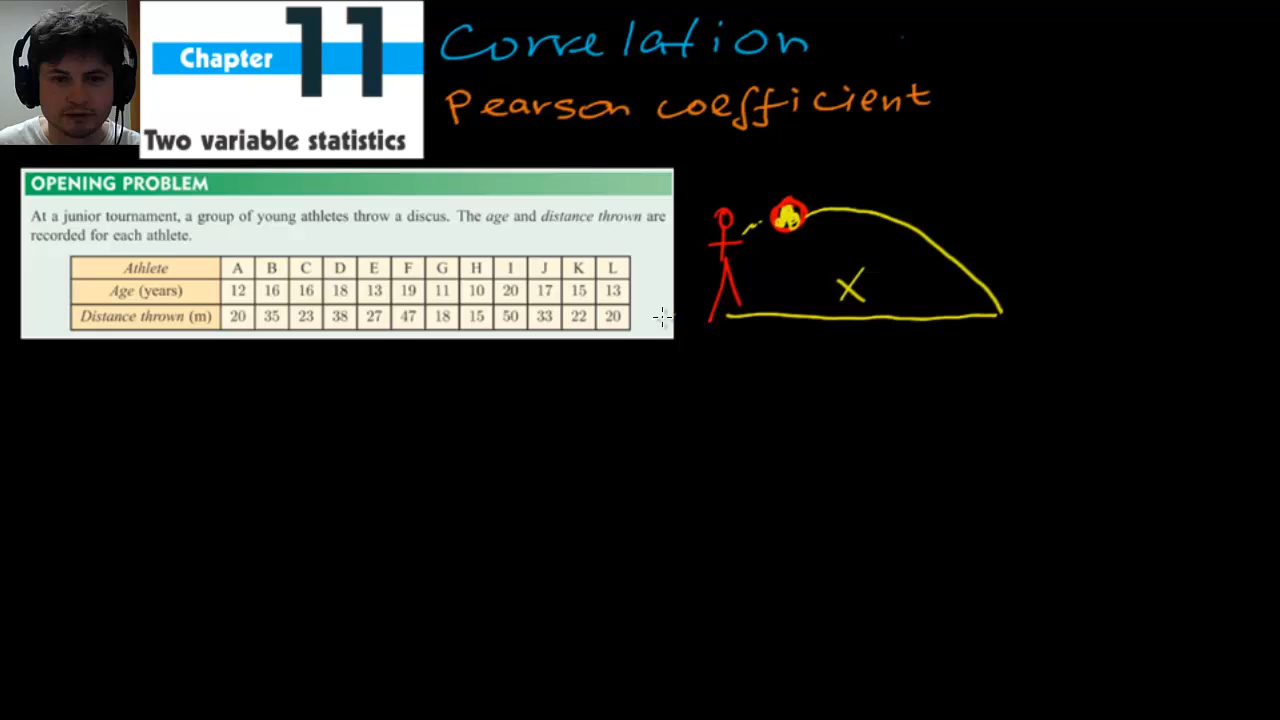 Chapter 11
Two variable statistics
Correlation
Pearson coefficient
OPENING PROBLEM
At a junior tournament, a group of young athletes throw a discus. The age and distance thrown are
recorded for each athlete.
Athlete A B C D E F G H I J K L
Age (years) 12 16 16 18 13 19 11 10 20 17 15 13
Distance thrown (m) 20 35 23 38 27 47 18 15 50 33 22 20
X